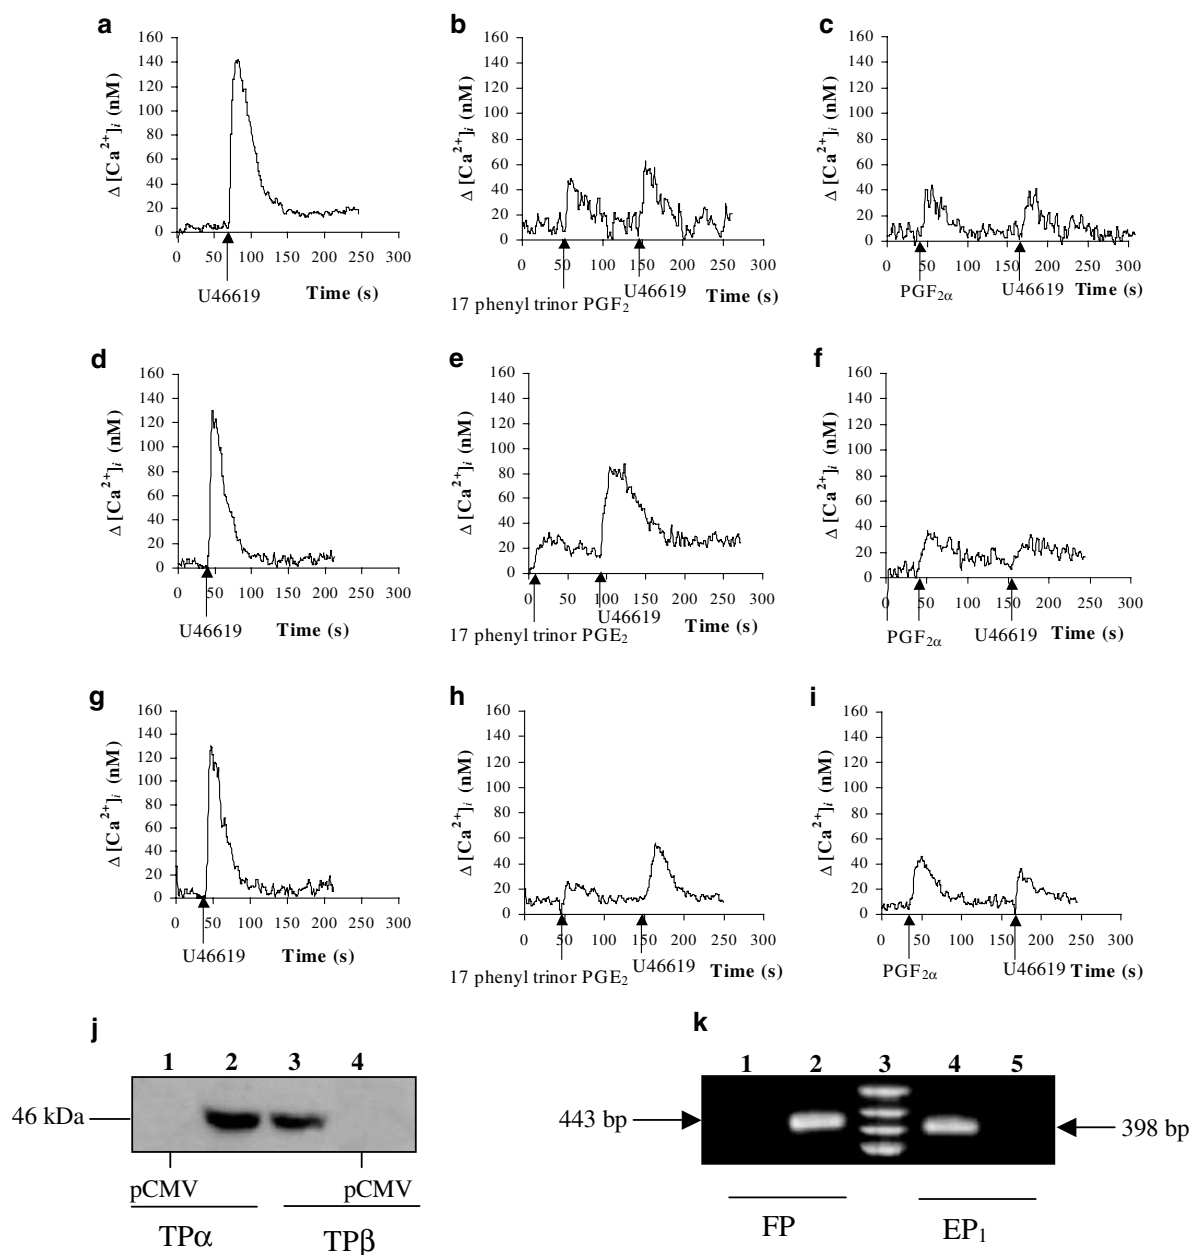 a
160
140
120
100
80
60
40
20
0
Δ [Ca²⁺]i (nM)
0 50 100 150 200 250 300
U46619 Time (s)
b
160
140
120
100
80
60
40
20
0
Δ [Ca²⁺]i (nM)
0 50 100 150 200 250 300
17 phenyl trinor PGF₂ U46619 Time (s)
c
160
140
120
100
80
60
40
20
0
Δ [Ca²⁺]i (nM)
0 50 100 150 200 250 300
PGF₂α U46619 Time (s)
d
160
140
120
100
80
60
40
20
0
Δ [Ca²⁺]i (nM)
0 50 100 150 200 250 300
U46619 Time (s)
e
160
140
120
100
80
60
40
20
0
Δ [Ca²⁺]i (nM)
0 50 100 150 200 250 300
17 phenyl trinor PGE₂ U46619 Time (s)
f
160
140
120
100
80
60
40
20
0
Δ [Ca²⁺]i (nM)
0 50 100 150 200 250 300
PGF₂α U46619 Time (s)
g
160
140
120
100
80
60
40
20
0
Δ [Ca²⁺]i (nM)
0 50 100 150 200 250 300
U46619 Time (s)
h
160
140
120
100
80
60
40
20
0
Δ [Ca²⁺]i (nM)
0 50 100 150 200 250 300
17 phenyl trinor PGE₂ U46619 Time (s)
i
160
140
120
100
80
60
40
20
0
Δ [Ca²⁺]i (nM)
0 50 100 150 200 250 300
PGF₂α U46619 Time (s)
j
1 2 3 4
46 kDa
pCMV pCMV
TPα TPβ
k
1 2 3 4 5
443 bp 398 bp
FP EP₁